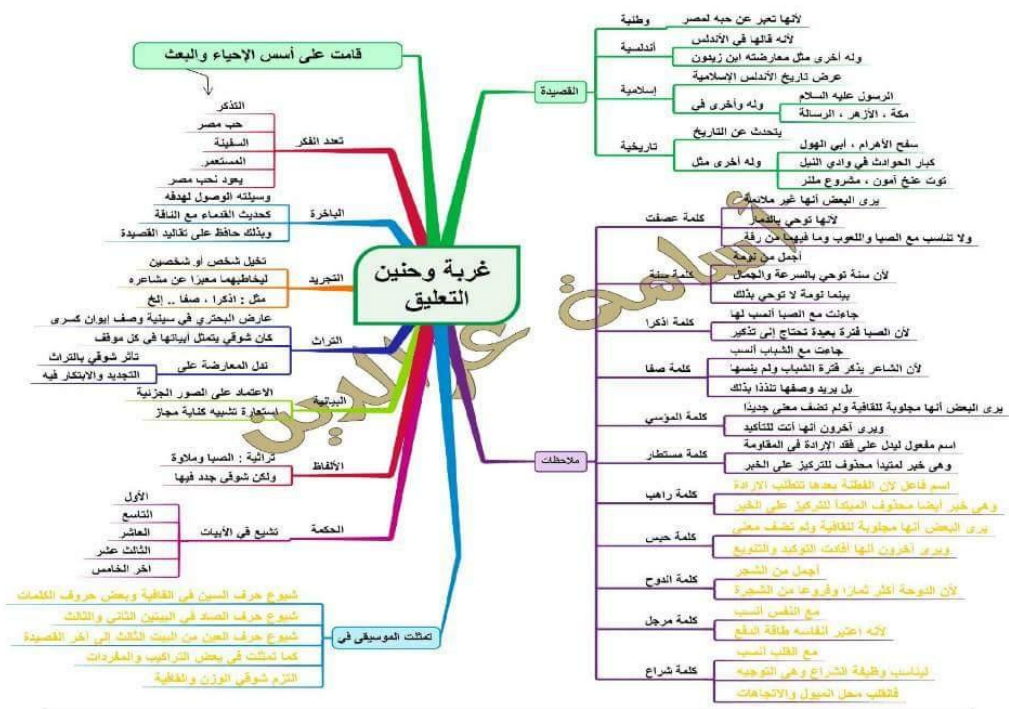 غربة وحنين
التعليق
القصيدة
وطنية
لأنها تعبر عن حبه لمصر
أندلسية
لأنه قالها في الأندلس
وله أخرى مثل معارضته ابن زيدون
إسلامية
عرض تاريخ الأندلس الإسلامية
وله وأخرى في
الرسول عليه السلام
مكة ، الأزهر ، الرسالة
تاريخية
يتحدث عن التاريخ
وله أخرى مثل
سفح الأهرام ، أبي الهول
كبار الحوادث في وادي النيل
توت عنخ آمون ، مشروع ملنر
ملاحظات
كلمة عصفت
يرى البعض أنها غير ملائمة
لأنها توحي بالدمار
ولا تناسب مع الصبا واللعوب وما فيهما من رقة
كلمة سنة
أجمل من نومة
لأن سنة توحي بالسرعة والجمال
بينما نومة لا توحي بذلك
كلمة اذكرا
جاءت مع الصبا أنسب لها
لأن الصبا فترة بعيدة تحتاج إلى تذكير
كلمة صفا
جاءت مع الشباب أنسب
لأن الشاعر يذكر فترة الشباب ولم ينسها
بل يريد وصفها تلذذا بذلك
كلمة المؤسي
يرى البعض أنها مجلوبة للقافية ولم تضف معنى جديدًا
ويرى آخرون أنها أتت للتأكيد
كلمة مستطار
اسم مفعول ليدل على فقد الإرادة في المقاومة
وهى خبر لمبتدأ محذوف للتركيز على الخبر
كلمة راهب
اسم فاعل لأن الفطنة بعدها تتطلب الإرادة
وهي خبر أيضا محذوف المبتدأ للتركيز على الخبر
كلمة حبس
يرى البعض أنها مجلوبة للقافية ولم تضف معنى
ويرى آخرون أنها أفادت التوكيد والتنويع
كلمة الدوح
أجمل من الشجر
لأن الدوحة أكثر ثمارًا وفروعا من الشجرة
كلمة مرجل
مع النفس أنسب
لأنه اعتبر أنفاسه طاقة الدفع
كلمة شراع
مع القلب أنسب
ليناسب وظيفة الشراع وهي التوجيه
فالقلب محل الميول والاتجاهات
قامت على أسس الإحياء والبعث
تعدد الفكر
التذكر
حب مصر
السفينة
المستعمر
يعود نحب مصر
الباخرة
وسيلته الوصول لهدفه
كحديث القدماء مع الناقة
وبذلك حافظ على تقاليد القصيدة
التجريد
تخيل شخص أو شخصين
ليخاطبهما معبرًا عن مشاعره
مثل : اذكرا ، صفا .. إلخ
التراث
عارض البحتري في سينية وصف إيوان كسرى
كان شوقي يتمثل أبياتها في كل موقف
تدل المعارضة على
تأثر شوقي بالتراث
التجديد والابتكار فيه
البيانية
الاعتماد على الصور الجزئية
استعارة تشبيه كناية مجاز
الألفاظ
تراثية : الصبا وملاوة
ولكن شوقي جدد فيها
الحكمة
تشيع في الأبيات
الأول
التاسع
العاشر
الثالث عشر
آخر الخامس
تمثلت الموسيقى في
شيوع حرف السين في القافية وبعض حروف الكلمات
شيوع حرف الصاد في البيتين الثاني والثالث
شيوع حرف العين من البيت الثالث إلى آخر القصيدة
كما تمثلت في بعض التراكيب والمفردات
التزم شوقي الوزن والقافية
أسامة عز الدين